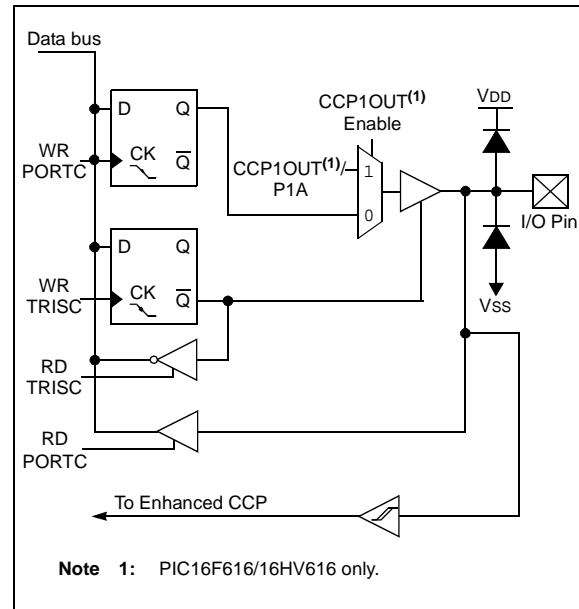 Data bus
D
Q
CK
Q
WR
PORTC
CCP1OUT(1)
Enable
CCP1OUT(1)/
P1A
1
0
VDD
I/O Pin
VSS
D
Q
CK
Q
WR
TRISC
RD
TRISC
RD
PORTC
To Enhanced CCP
Note 1: PIC16F616/16HV616 only.